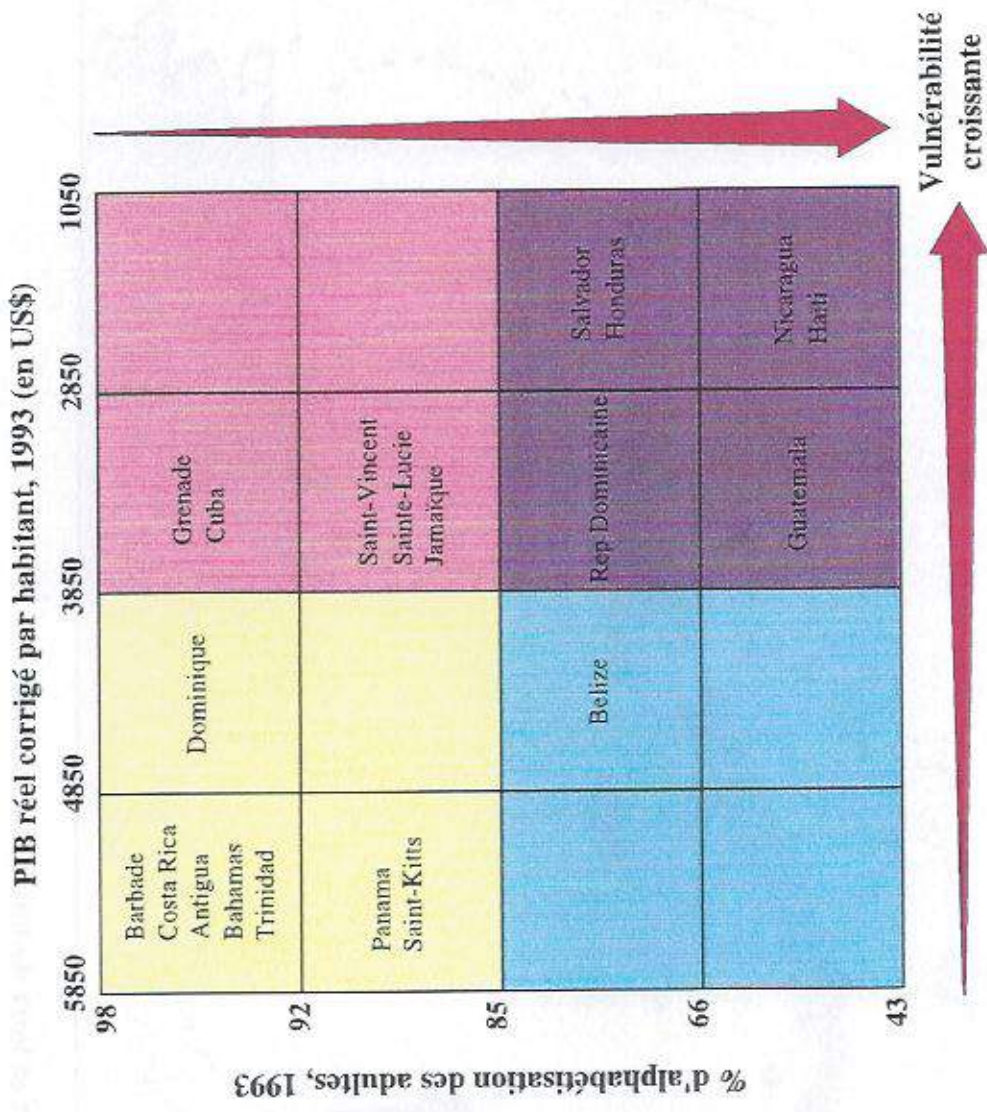 PIB réel corrigé par habitant, 1993 (en US$)
5850
4850
3850
2850
1050
% d'alphabétisation des adultes, 1993
98
92
85
66
43
Barbade
Costa Rica
Antigua
Bahamas
Trinidad
Dominique
Grenade
Cuba
Panama
Saint-Kitts
Saint-Vincent
Sainte-Lucie
Jamaïque
Belize
Rep Dominicaine
Salvador
Honduras
Guatemala
Nicaragua
Haïti
Vulnérabilité
croissante